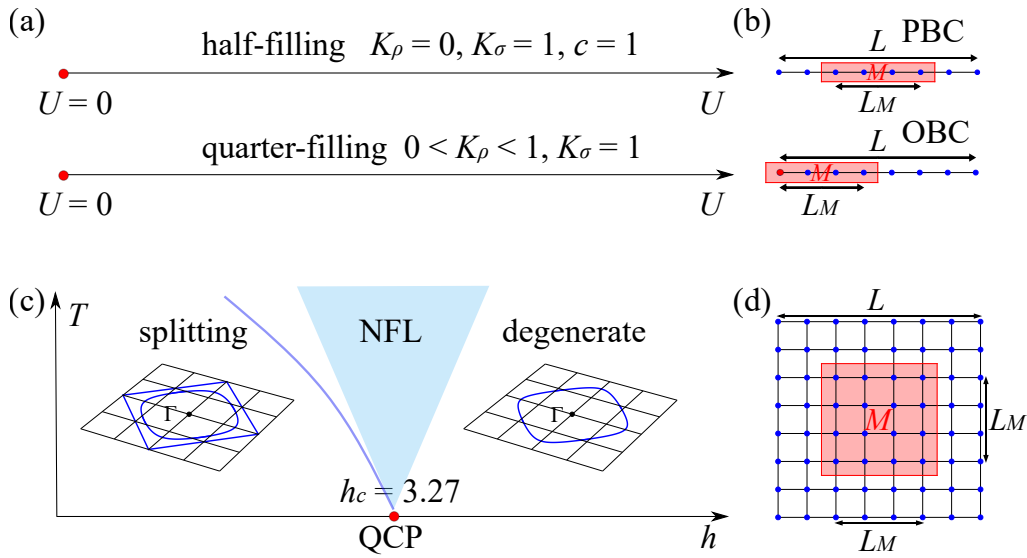 (a)
half-filling Kρ = 0, Kσ = 1, c = 1
U = 0
U
quarter-filling 0 < Kρ < 1, Kσ = 1
U = 0
U
(b)
PBC
L
M
LM
OBC
L
M
LM
(c)
T
splitting
NFL
degenerate
Γ
Γ
hc = 3.27
QCP
h
(d)
L
M
LM
LM